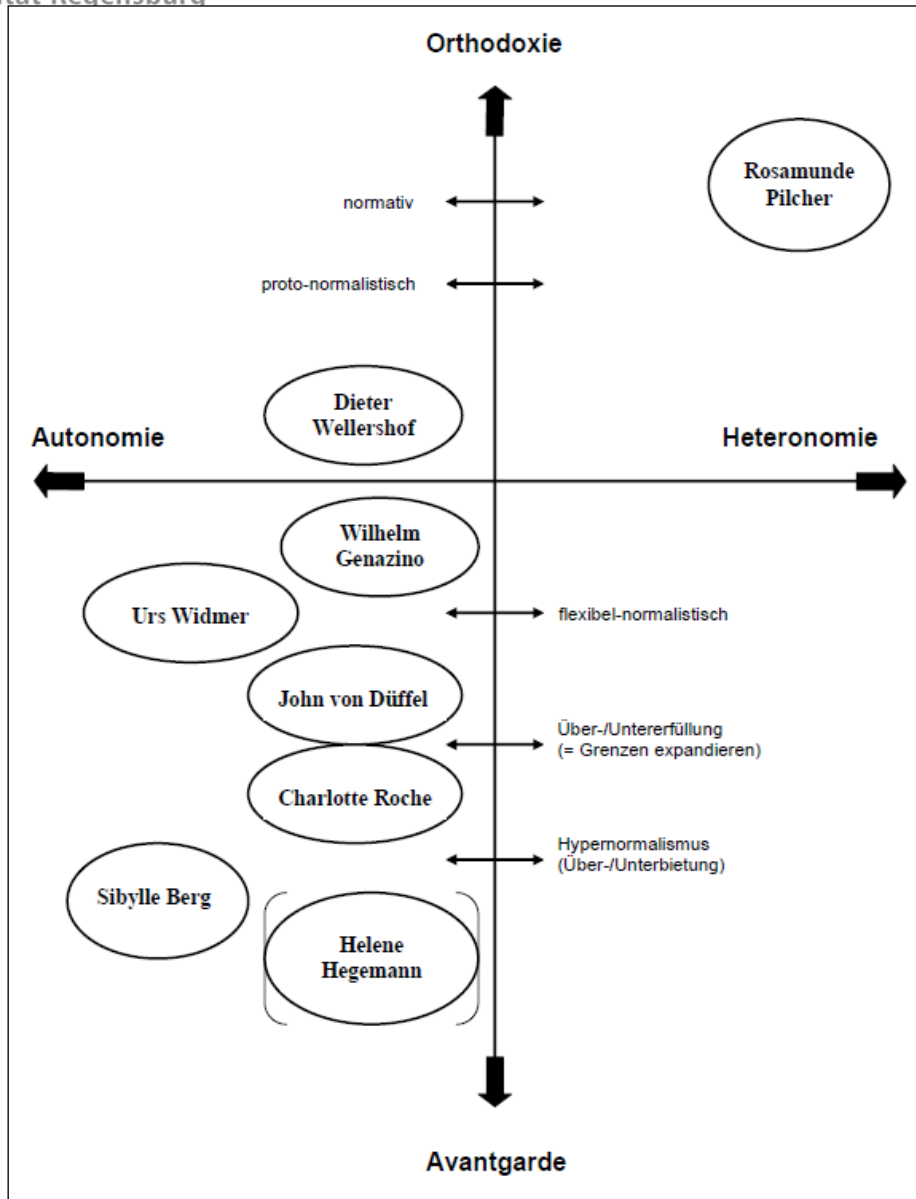 Orthodoxie
Rosamunde
Pilcher
normativ
proto-normalistisch
Dieter
Wellershof
Autonomie
Heteronomie
Wilhelm
Genazino
Urs Widmer
flexibel-normalistisch
John von Düffel
Über-/Untererfüllung
(= Grenzen expandieren)
Charlotte Roche
Hypernormalismus
(Über-/Unterbietung)
Sibylle Berg
Helene
Hegemann
Avantgarde